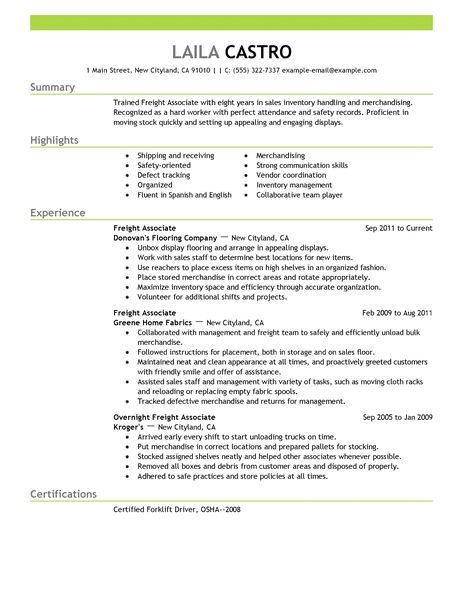 LAILA CASTRO
1 Main Street, New Cityland, CA 91010 | | C: (555) 322-7337 example-email@example.com
Summary
Trained Freight Associate with eight years in sales inventory handling and merchandising.
Recognized as a hard worker with perfect attendance and safety records. Proficient in
moving stock quickly and setting up appealing and engaging displays.
Highlights
• Shipping and receiving
• Safety-oriented
• Defect tracking
• Organized
• Fluent in Spanish and English
• Merchandising
• Strong communication skills
• Vendor coordination
• Inventory management
• Collaborative team player
Experience
Freight Associate Sep 2011 to Current
Donovan's Flooring Company — New Cityland, CA
• Unbox display flooring and arrange in appealing displays.
• Work with sales staff to determine best locations for new items.
• Use reachers to place excess items on high shelves in an organized fashion.
• Place stored merchandise in correct areas and rotate appropriately.
• Maximize inventory space and efficiency through accurate organization.
• Volunteer for additional shifts and projects.
Freight Associate Feb 2009 to Aug 2011
Greene Home Fabrics — New Cityland, CA
• Collaborated with management and freight team to safely and efficiently unload bulk
merchandise.
• Followed instructions for placement, both in storage and on sales floor.
• Maintained neat and clean appearance at all times, and proactively greeted customers
with friendly smile and offer of assistance.
• Assisted sales staff and management with variety of tasks, such as moving cloth racks
and reloading or replacing empty fabric spools.
• Tracked defective merchandise and returns for management.
Overnight Freight Associate Sep 2005 to Jan 2009
Kroger's — New Cityland, CA
• Arrived early every shift to start unloading trucks on time.
• Put merchandise in correct locations and prepared pallets for stocking.
• Stocked assigned shelves neatly and helped other associates whenever possible.
• Removed all boxes and debris from customer areas and disposed of properly.
• Adhered to safe practices and store policies at all times.
Certifications
Certified Forklift Driver, OSHA--2008